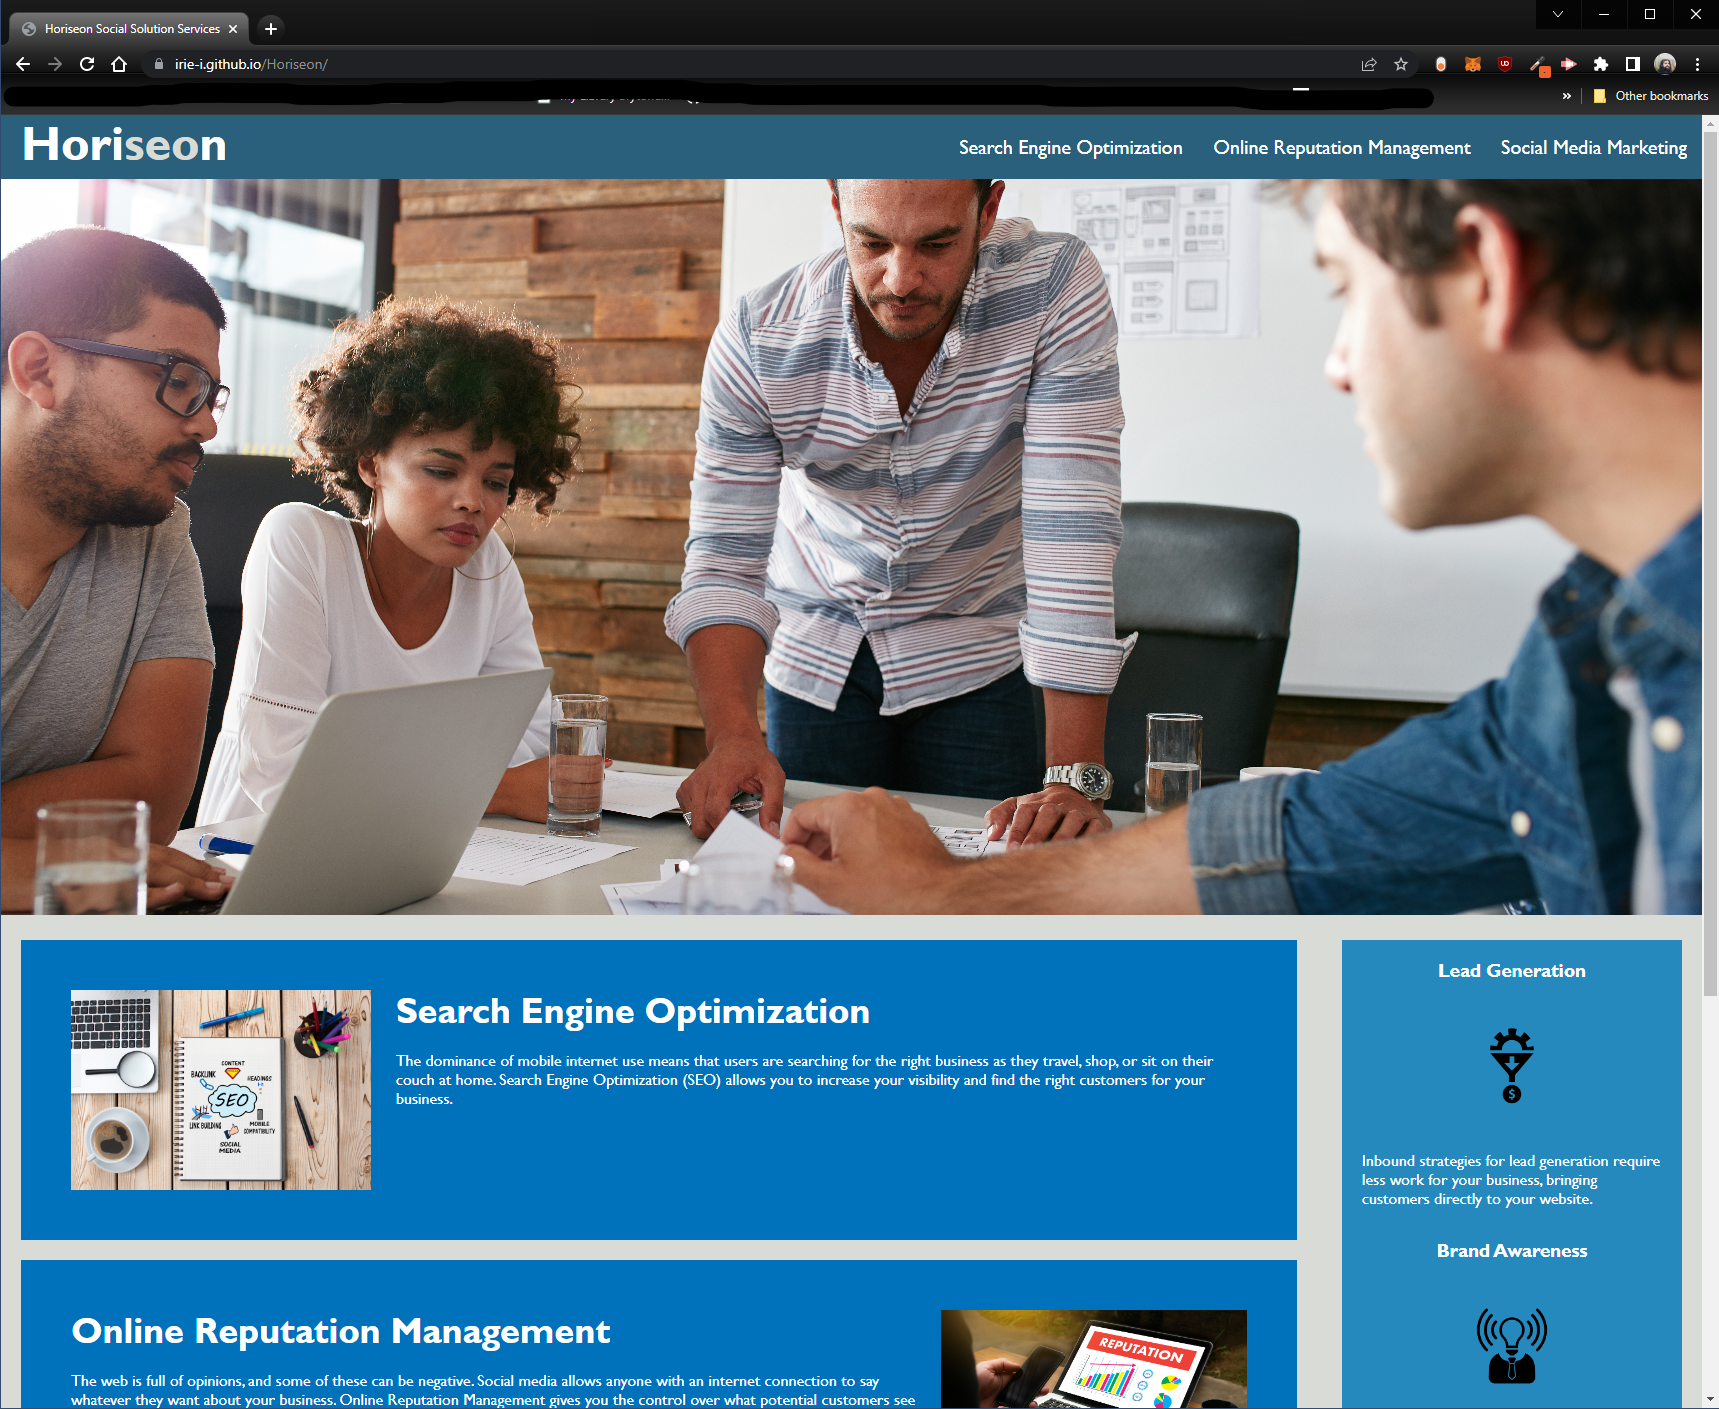 Horiseon Social Solution Services
irie-i.github.io/Horiseon/
Other bookmarks
Horiseon
Search Engine Optimization
Online Reputation Management
Social Media Marketing
CONTENT
BACKLINK
HEADINGS
SEO
LINK BUILDING
MOBILE
COMPATIBILITY
SOCIAL
MEDIA
Search Engine Optimization
The dominance of mobile internet use means that users are searching for the right business as they travel, shop, or sit on their
couch at home. Search Engine Optimization (SEO) allows you to increase your visibility and find the right customers for your
business.
Online Reputation Management
The web is full of opinions, and some of these can be negative. Social media allows anyone with an internet connection to say
whatever they want about your business. Online Reputation Management gives you the control over what potential customers see
REPUTATION
Lead Generation
$
Inbound strategies for lead generation require
less work for your business, bringing
customers directly to your website.
Brand Awareness